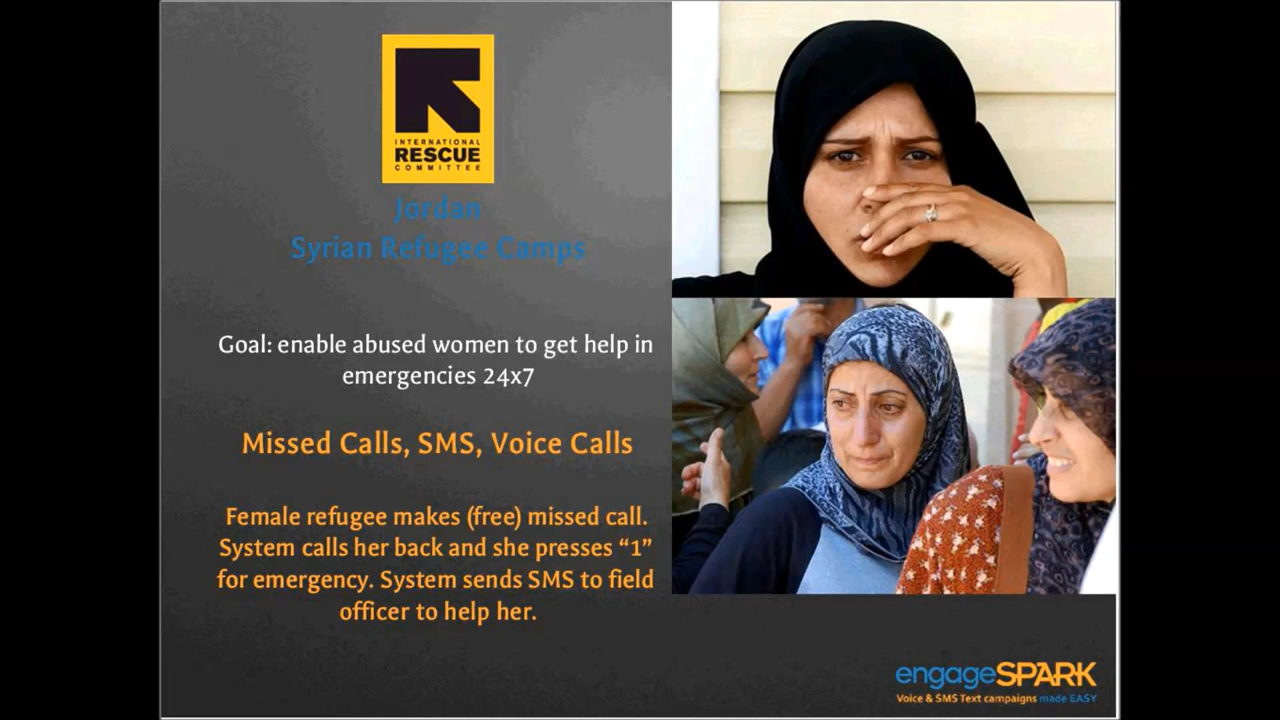 INTERNATIONAL
RESCUE
COMMITTEE
Jordan
Syrian Refugee Camps
Goal: enable abused women to get help in
emergencies 24x7
Missed Calls, SMS, Voice Calls
Female refugee makes (free) missed call.
System calls her back and she presses “1”
for emergency. System sends SMS to field
officer to help her.
engageSPARK
Voice & SMS Text campaigns made EASY